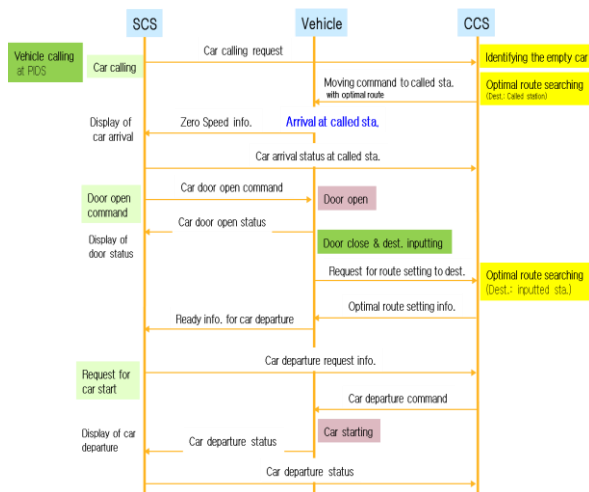 SCS
Vehicle
CCS
Vehicle calling
at PIDS
Car calling
Car calling request
Identifying the empty car
Moving command to called sta.
with optimal route
Optimal route searching
(Dest.: Called station)
Display of
car arrival
Zero Speed info.
Arrival at called sta.
Car arrival status at called sta.
Door open
command
Car door open command
Door open
Car door open status
Display of
door status
Door close & dest. inputting
Request for route setting to dest.
Optimal route searching
(Dest.: inputted sta.)
Optimal route setting info.
Ready info. for car departure
Car departure request info.
Request for
car start
Car departure command
Car starting
Display of car
departure
Car departure status
Car departure status